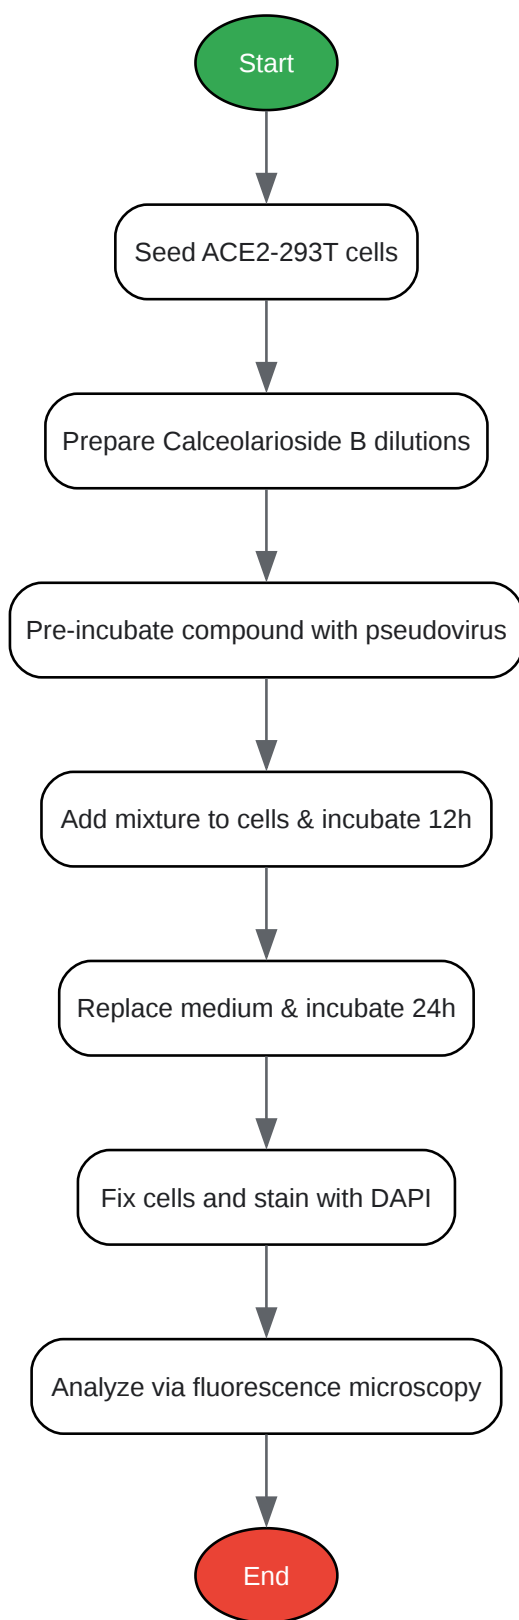 Start
Seed ACE2-293T cells
Prepare Calceolarioside B dilutions
Pre-incubate compound with pseudovirus
Add mixture to cells & incubate 12h
Replace medium & incubate 24h
Fix cells and stain with DAPI
Analyze via fluorescence microscopy
End